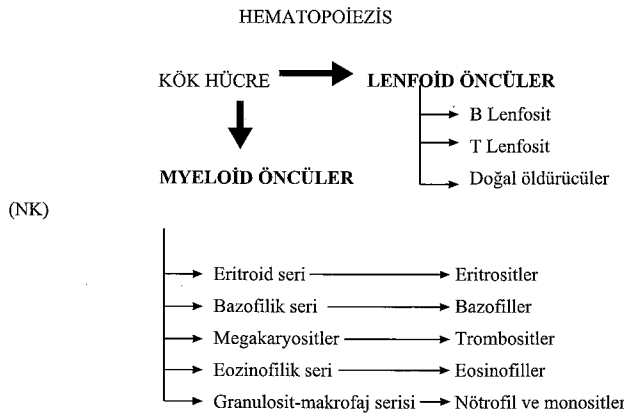 HEMATOPOİEZİS
KÖK HÜCRE LENFOİD ÖNCÜLER
B Lenfosit
T Lenfosit
MYELOİD ÖNCÜLER
Doğal öldürücüler
(NK)
Eritroid seri Eritrositler
Bazofilik seri Bazofiller
Megakaryositler Trombositler
Eozinofilik seri Eosinofiller
Granulosit-makrofaj serisi Nötrofil ve monositler